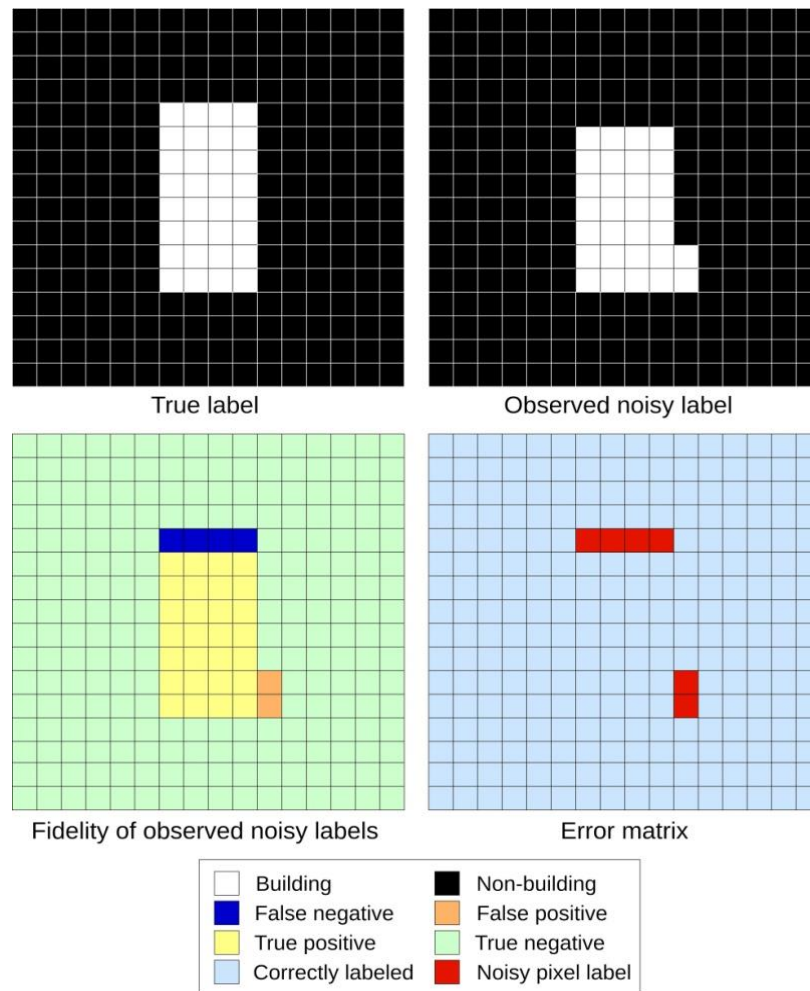 True label
Observed noisy label
Fidelity of observed noisy labels
Error matrix
Building
Non-building
False negative
False positive
True positive
True negative
Correctly labeled
Noisy pixel label